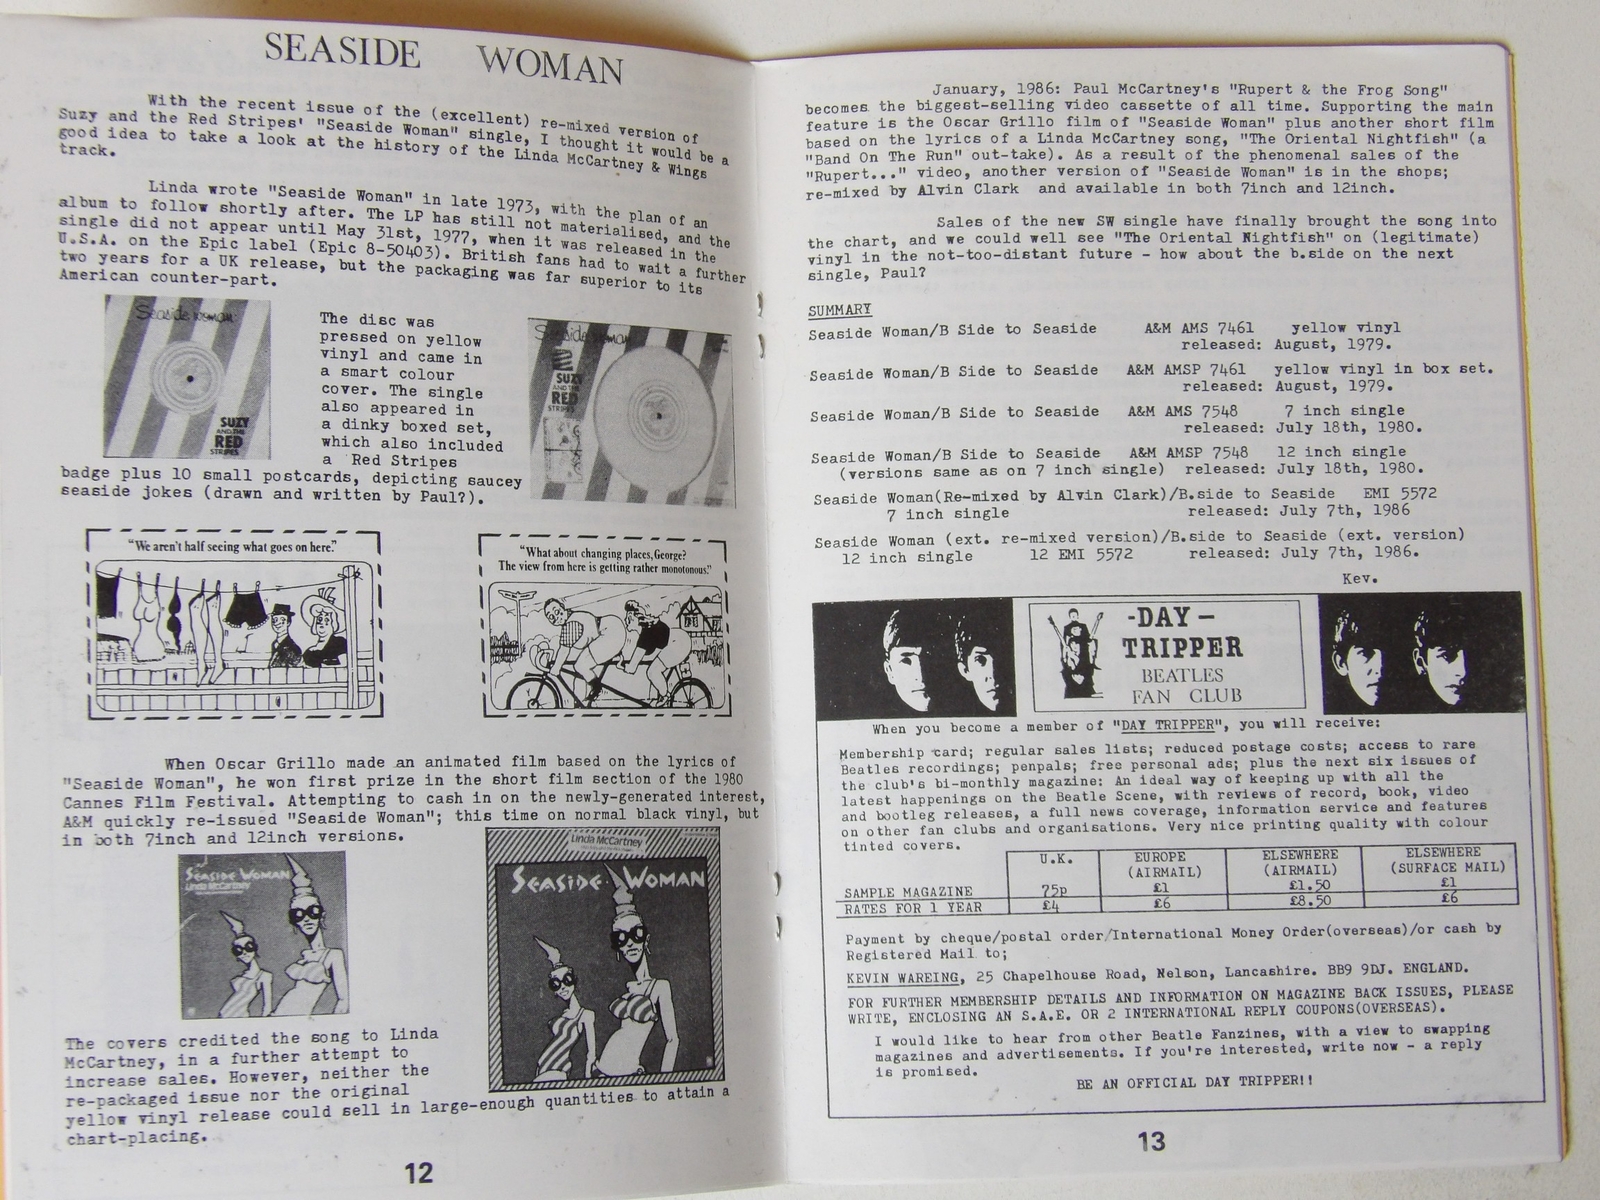 SEASIDE WOMAN
With the recent issue of the (excellent) re-mixed version of
Suzy and the Red Stripes' "Seaside Woman" single, I thought it would be a
good idea to take a look at the history of the Linda McCartney & Wings
track.
Linda wrote "Seaside Woman" in late 1973, with the plan of an
album to follow shortly after. The LP has still not materialised, and the
single did not appear until May 31st, 1977, when it was released in the
U.S.A. on the Epic label (Epic 8-50403). British fans had to wait a further
two years for a UK release, but the packaging was far superior to its
American counter-part.
Seaside woman
SUZY
AND THE
RED
STRIPES
The disc was
pressed on yellow
vinyl and came in
a smart colour
cover. The single
also appeared in
a dinky boxed set,
which also included
a Red Stripes
badge plus 10 small postcards, depicting saucey
seaside jokes (drawn and written by Paul?).
Seaside woman
SUZY
AND THE
RED
STRIPES
"We aren't half seeing what goes on here."
"What about changing places, George?
The view from here is getting rather monotonous."
When Oscar Grillo made an animated film based on the lyrics of
"Seaside Woman", he won first prize in the short film section of the 1980
Cannes Film Festival. Attempting to cash in on the newly-generated interest,
A&M quickly re-issued "Seaside Woman"; this time on normal black vinyl, but
in both 7inch and 12inch versions.
SEASIDE WOMAN
Linda McCartney
Linda McCartney
SEASIDE WOMAN
The covers credited the song to Linda
McCartney, in a further attempt to
increase sales. However, neither the
re-packaged issue nor the original
yellow vinyl release could sell in large-enough quantities to attain a
chart-placing.
12
January, 1986: Paul McCartney's "Rupert & the Frog Song"
becomes the biggest-selling video cassette of all time. Supporting the main
feature is the Oscar Grillo film of "Seaside Woman" plus another short film
based on the lyrics of a Linda McCartney song, "The Oriental Nightfish" (a
"Band On The Run" out-take). As a result of the phenomenal sales of the
"Rupert..." video, another version of "Seaside Woman" is in the shops;
re-mixed by Alvin Clark and available in both 7inch and 12inch.
Sales of the new SW single have finally brought the song into
the chart, and we could well see "The Oriental Nightfish" on (legitimate)
vinyl in the not-too-distant future - how about the b.side on the next
single, Paul?
SUMMARY
Seaside Woman/B Side to Seaside A&M AMS 7461 yellow vinyl
released: August, 1979.
Seaside Woman/B Side to Seaside A&M AMSP 7461 yellow vinyl in box set.
released: August, 1979.
Seaside Woman/B Side to Seaside A&M AMS 7548 7 inch single
released: July 18th, 1980.
Seaside Woman/B Side to Seaside A&M AMSP 7548 12 inch single
(versions same as on 7 inch single) released: July 18th, 1980.
Seaside Woman(Re-mixed by Alvin Clark)/B.side to Seaside EMI 5572
7 inch single released: July 7th, 1986
Seaside Woman (ext. re-mixed version)/B.side to Seaside (ext. version)
12 inch single 12 EMI 5572 released: July 7th, 1986.
Kev.
-DAY-
TRIPPER
BEATLES
FAN CLUB
When you become a member of "DAY TRIPPER", you will receive:
Membership card; regular sales lists; reduced postage costs; access to rare
Beatles recordings; penpals; free personal ads; plus the next six issues of
the club's bi-monthly magazine: An ideal way of keeping up with all the
latest happenings on the Beatle Scene, with reviews of record, book, video
and bootleg releases, a full news coverage, information service and features
on other fan clubs and organisations. Very nice printing quality with colour
tinted covers.
U.K. EUROPE (AIRMAIL) ELSEWHERE (AIRMAIL) ELSEWHERE (SURFACE MAIL)
SAMPLE MAGAZINE 75p £1 £1.50 £1
RATES FOR 1 YEAR £4 £6 £8.50 £6
Payment by cheque/postal order/International Money Order(overseas)/or cash by
Registered Mail to;
KEVIN WAREING, 25 Chapelhouse Road, Nelson, Lancashire. BB9 9DJ. ENGLAND.
FOR FURTHER MEMBERSHIP DETAILS AND INFORMATION ON MAGAZINE BACK ISSUES, PLEASE
WRITE, ENCLOSING AN S.A.E. OR 2 INTERNATIONAL REPLY COUPONS(OVERSEAS).
I would like to hear from other Beatle Fanzines, with a view to swapping
magazines and advertisements. If you're interested, write now - a reply
is promised.
BE AN OFFICIAL DAY TRIPPER!!
13